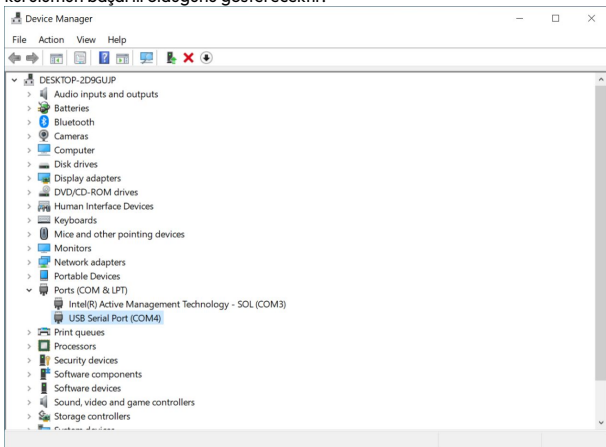 kurulumun başarılı olduğunu gösterecektir.
Device Manager
File Action View Help
DESKTOP-2D9GUJP
Audio inputs and outputs
Batteries
Bluetooth
Cameras
Computer
Disk drives
Display adapters
DVD/CD-ROM drives
Human Interface Devices
Keyboards
Mice and other pointing devices
Monitors
Network adapters
Portable Devices
Ports (COM & LPT)
Intel(R) Active Management Technology - SOL (COM3)
USB Serial Port (COM4)
Print queues
Processors
Security devices
Software components
Software devices
Sound, video and game controllers
Storage controllers
System devices